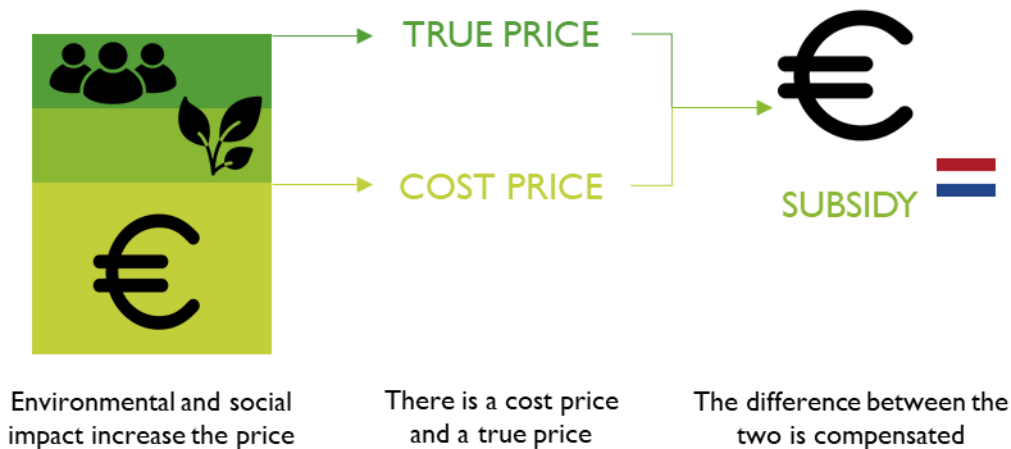 TRUE PRICE
COST PRICE
SUBSIDY
Environmental and social
impact increase the price
There is a cost price
and a true price
The difference between the
two is compensated